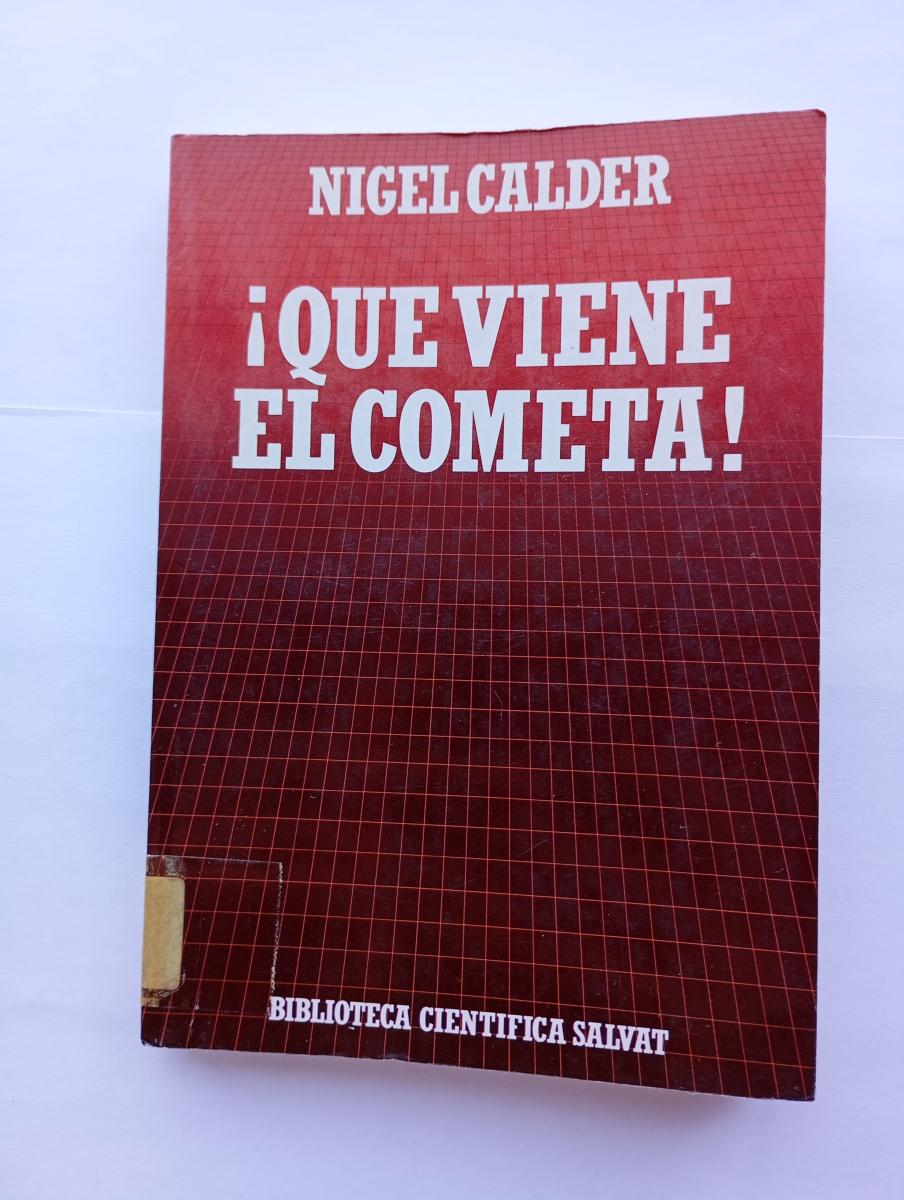 NIGEL CALDER
¡QUE VIENE
EL COMETA!
BIBLIOTECA CIENTIFICA SALVAT